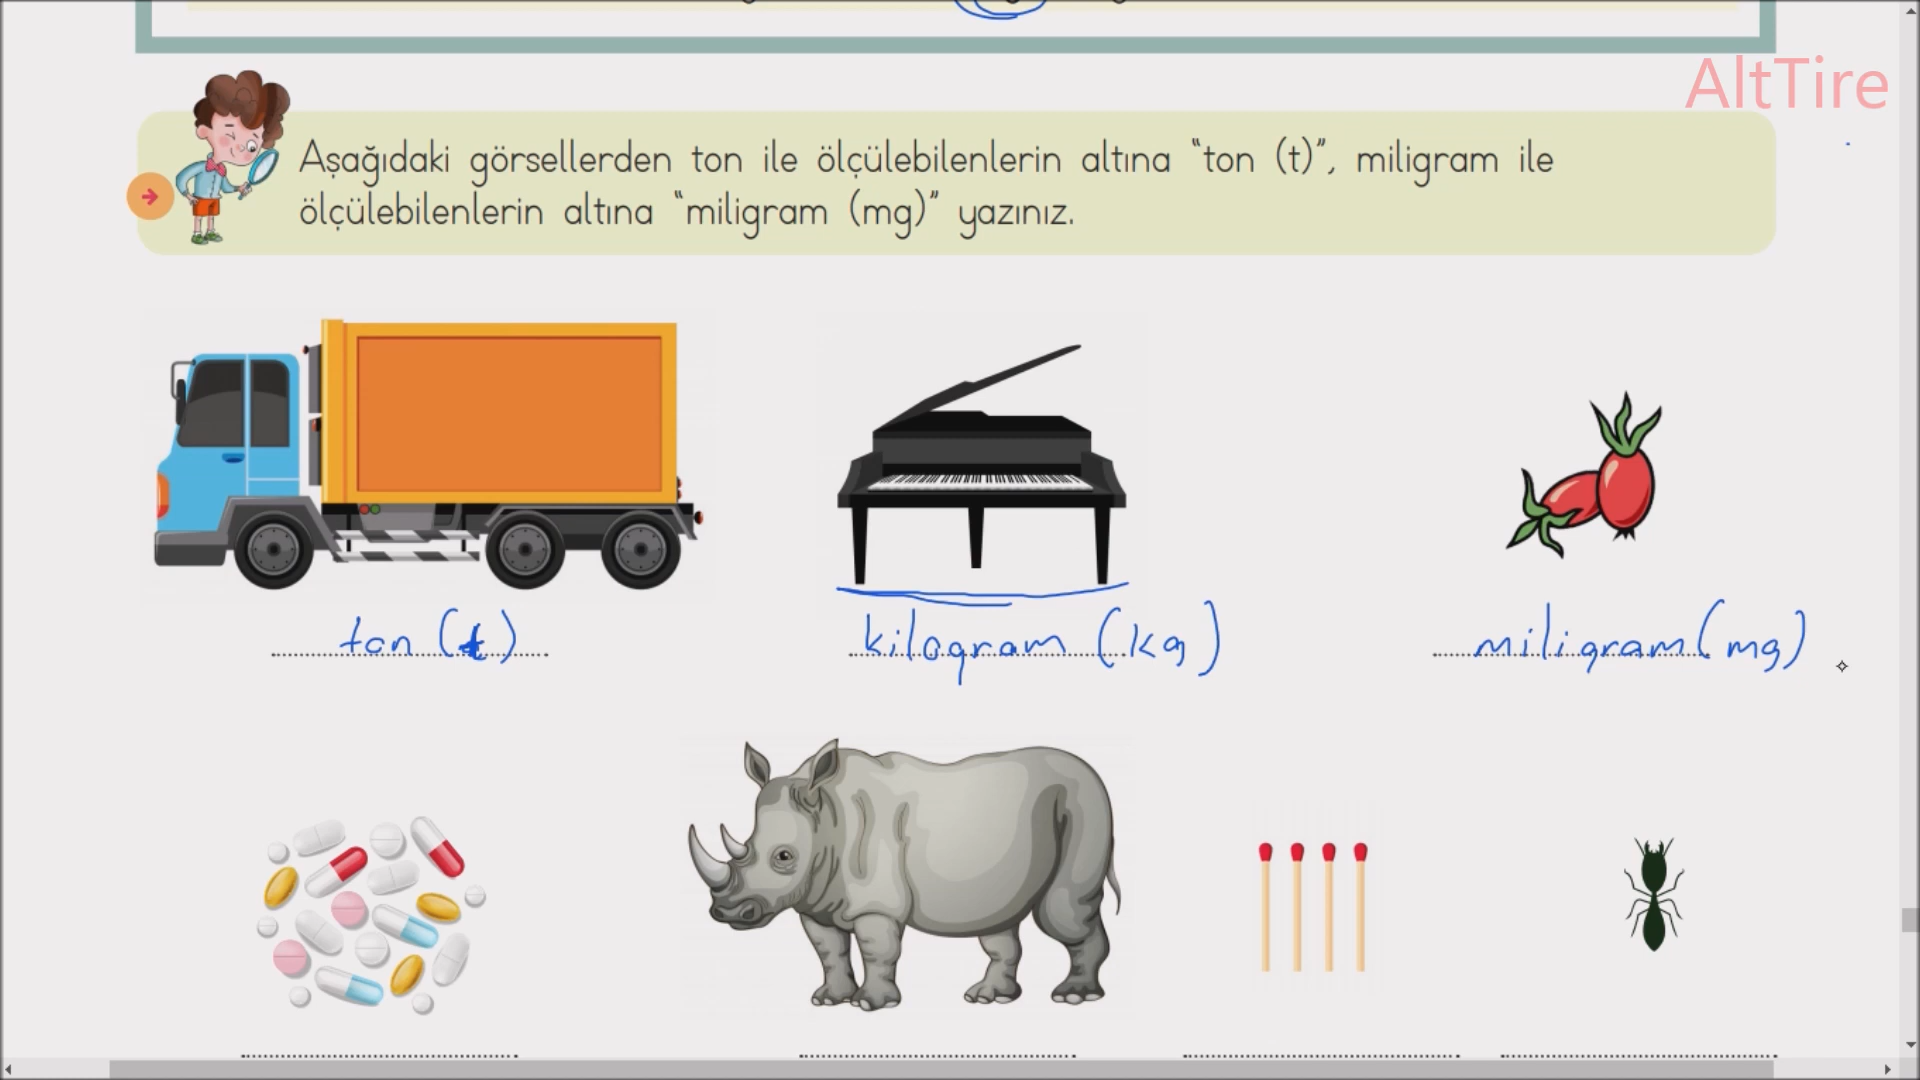 AltTire
Aşağıdaki görsellerden ton ile ölçülebilenlerin altına “ton (t)”, miligram ile
ölçülebilenlerin altına “miligram (mg)” yazınız.
ton (t)
kilogram (kg)
miligram (mg)